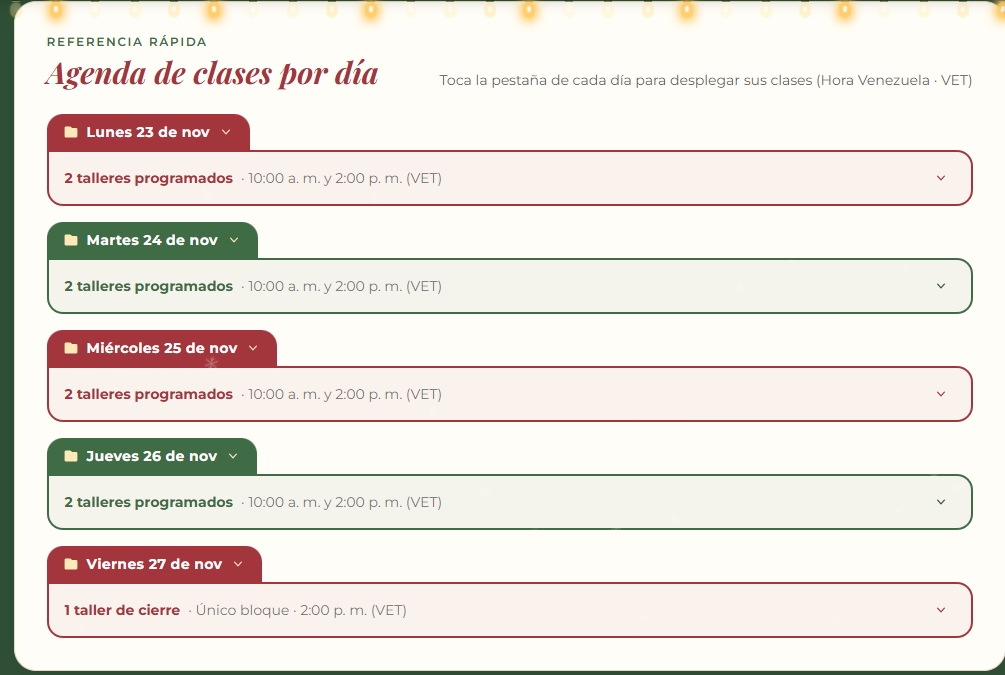 REFERENCIA RÁPIDA
Agenda de clases por día
Toca la pestaña de cada día para desplegar sus clases (Hora Venezuela · VET)
Lunes 23 de nov
2 talleres programados · 10:00 a. m. y 2:00 p. m. (VET)
Martes 24 de nov
2 talleres programados · 10:00 a. m. y 2:00 p. m. (VET)
Miércoles 25 de nov
2 talleres programados · 10:00 a. m. y 2:00 p. m. (VET)
Jueves 26 de nov
2 talleres programados · 10:00 a. m. y 2:00 p. m. (VET)
Viernes 27 de nov
1 taller de cierre · Único bloque · 2:00 p. m. (VET)